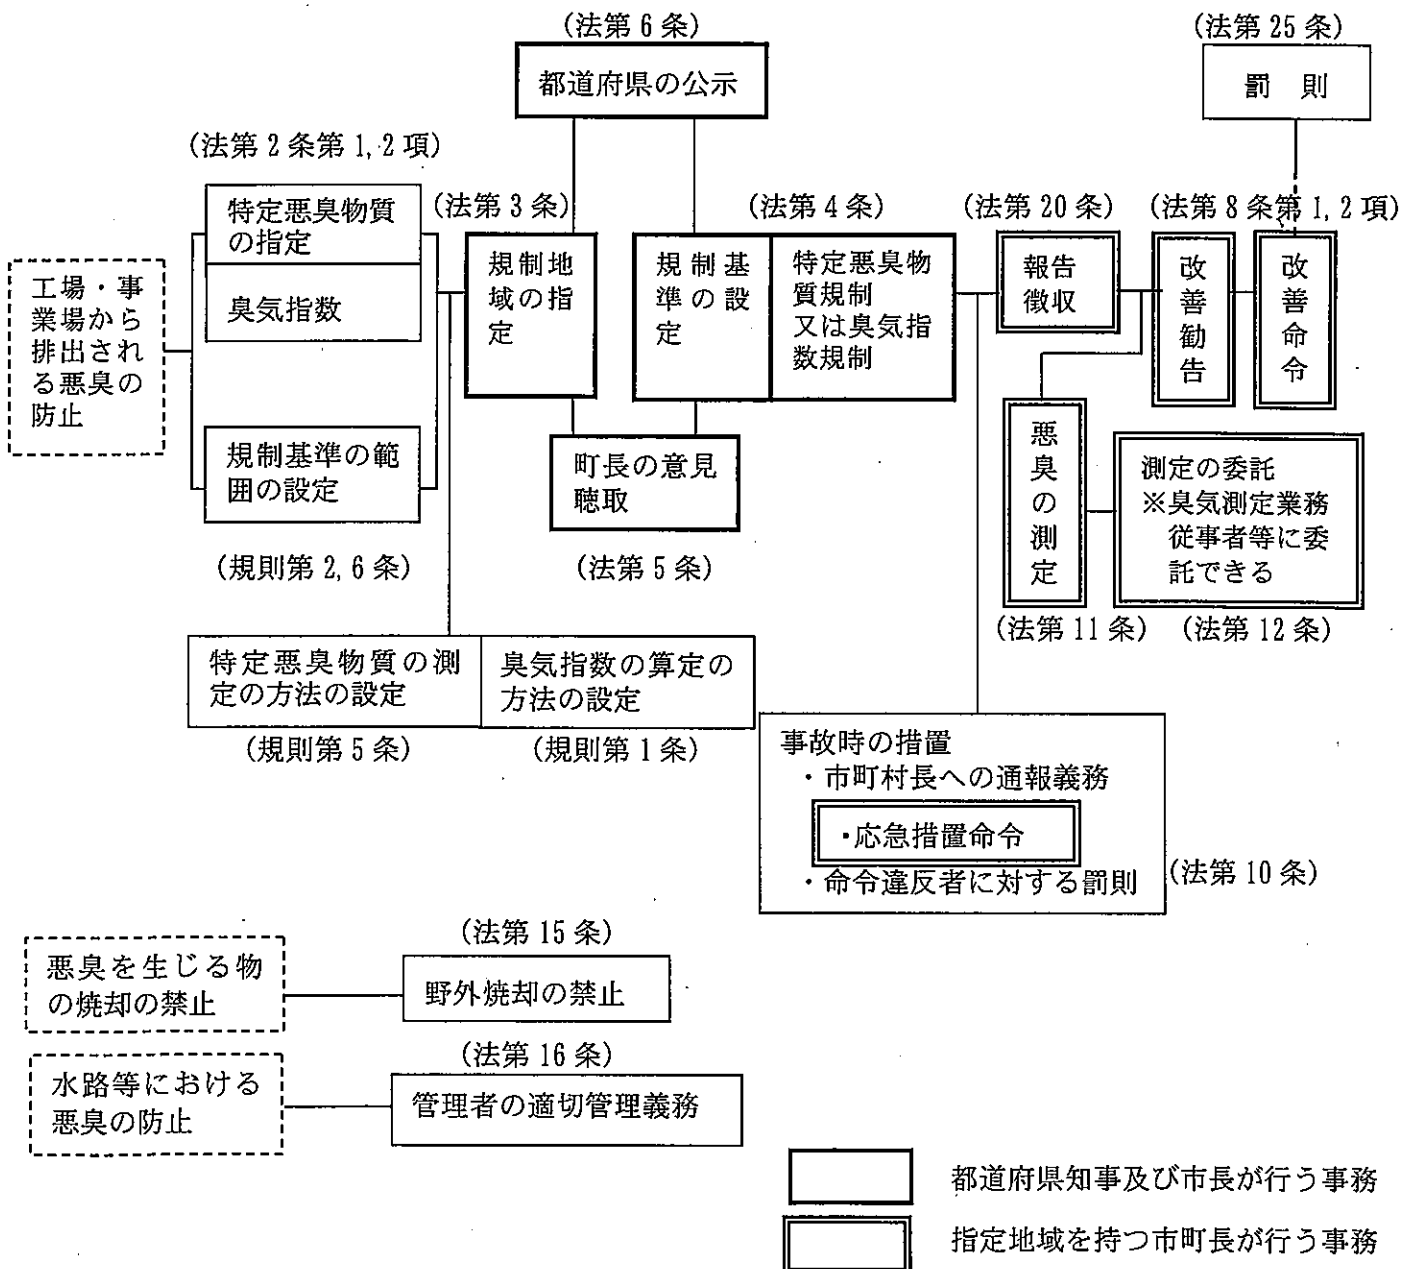 (法第 6 条)
都道府県の公示
(法第 25 条)
罰 則
(法第 2 条第 1, 2 項)
特定悪臭物質
の指定
臭気指数
工場・事
業場から
排出され
る悪臭の
防止
規制基準の範
囲の設定
(規則第 2, 6 条)
(法第 3 条)
規制地
域の指
定
(法第 4 条)
規制基
準の設
定
特定悪臭物
質規制
又は臭気指
数規制
町長の意見
聴取
(法第 5 条)
(法第 20 条)
報告
徴収
(法第 8 条第 1, 2 項)
改善勧告
改善命令
悪臭の測定
(法第 11 条)
測定の委託
※臭気測定業務
従事者等に委
託できる
(法第 12 条)
特定悪臭物質の測
定の方法の設定
(規則第 5 条)
臭気指数の算定の
方法の設定
(規則第 1 条)
事故時の措置
・市町村長への通報義務
・応急措置命令
・命令違反者に対する罰則
(法第 10 条)
悪臭を生じる物
の焼却の禁止
(法第 15 条)
野外焼却の禁止
水路等における
悪臭の防止
(法第 16 条)
管理者の適切管理義務
都道府県知事及び市長が行う事務
指定地域を持つ市町長が行う事務